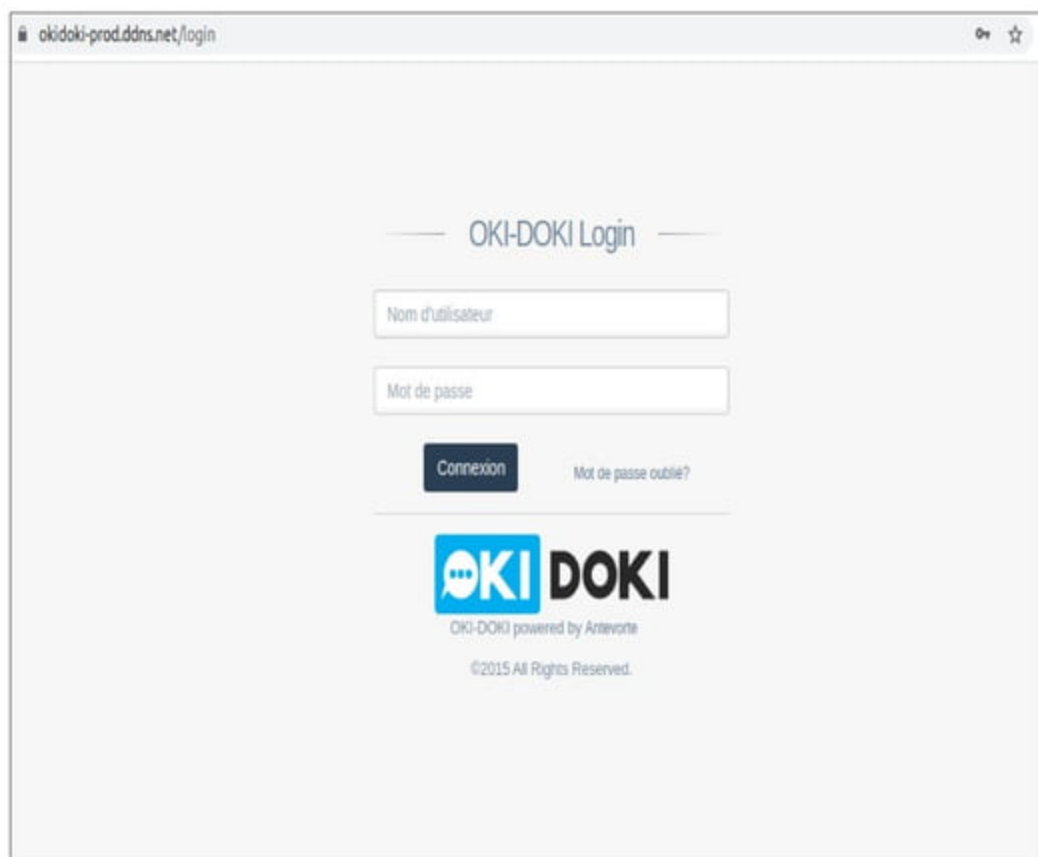 okidoki-prod.ddns.net/login
OKI-DOKI Login
Nom d'utilisateur
Mot de passe
Connexion Mot de passe oublié?
OKI DOKI
OKI-DOKI powered by Antevorte
©2015 All Rights Reserved.